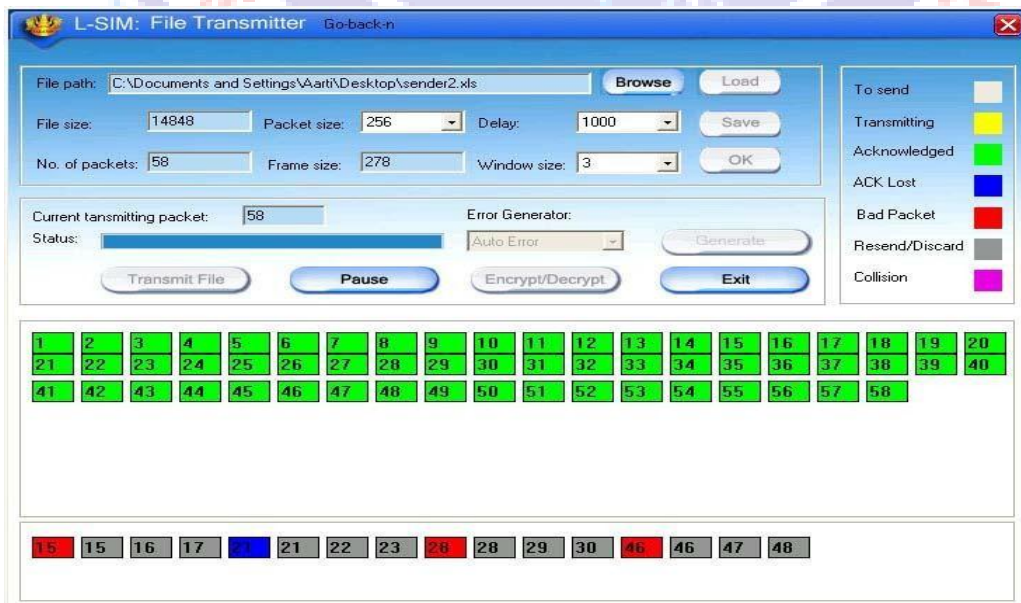 L-SIM: File Transmitter Go-back-n
File path: C:\Documents and Settings\Aarti\Desktop\sender2.xls Browse Load
File size: 14848 Packet size: 256 Delay: 1000 Save
No. of packets: 58 Frame size: 278 Window size: 3 OK
To send
Transmitting
Acknowledged
ACK Lost
Bad Packet
Resend/Discard
Collision
Current tansmitting packet: 58 Error Generator:
Status: Auto Error Generate
Transmit File Pause Encrypt/Decrypt Exit
1 2 3 4 5 6 7 8 9 10 11 12 13 14 15 16 17 18 19 20
21 22 23 24 25 26 27 28 29 30 31 32 33 34 35 36 37 38 39 40
41 42 43 44 45 46 47 48 49 50 51 52 53 54 55 56 57 58
15 15 16 17 21 21 22 23 28 28 29 30 46 46 47 48